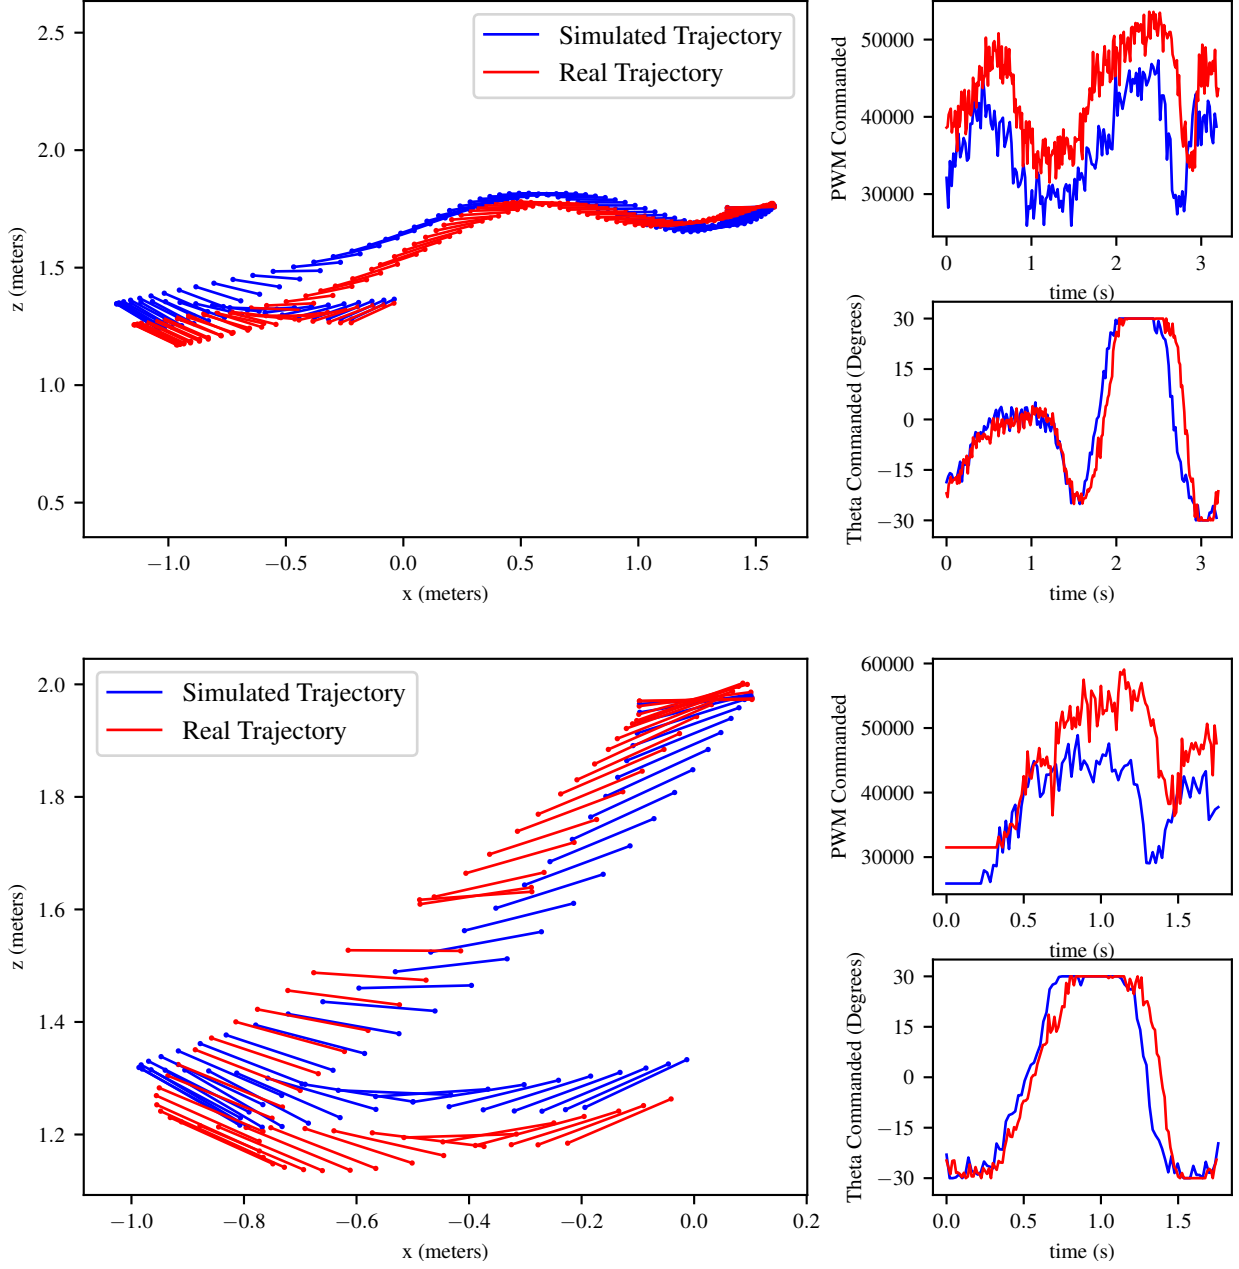 Simulated Trajectory
Real Trajectory
2.5
2.0
1.5
1.0
0.5
z (meters)
−1.0 −0.5 0.0 0.5 1.0 1.5
x (meters)
50000
40000
30000
PWM Commanded
0 1 2 3
time (s)
30
15
0
−15
−30
Theta Commanded (Degrees)
0 1 2 3
time (s)
Simulated Trajectory
Real Trajectory
2.0
1.8
1.6
1.4
1.2
z (meters)
−1.0 −0.8 −0.6 −0.4 −0.2 0.0 0.2
x (meters)
60000
50000
40000
30000
PWM Commanded
0.0 0.5 1.0 1.5
time (s)
30
15
0
−15
−30
Theta Commanded (Degrees)
0.0 0.5 1.0 1.5
time (s)